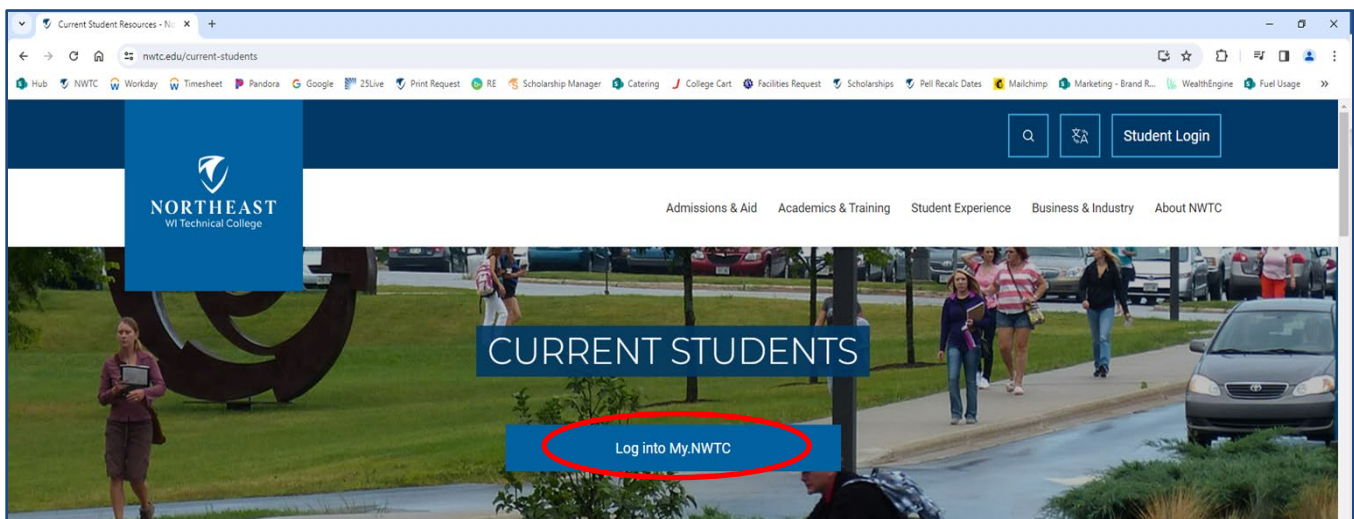 Current Student Resources - No
nwtc.edu/current-students
Hub NWTC Workday Timesheet Pandora Google 25Live Print Request RE Scholarship Manager Catering College Cart Facilities Request Scholarships Pell Recalc Dates Mailchimp Marketing - Brand R... WealthEngine Fuel Usage »
Student Login
NORTHEAST
WI Technical College
Admissions & Aid Academics & Training Student Experience Business & Industry About NWTC
CURRENT STUDENTS
Log into My.NWTC